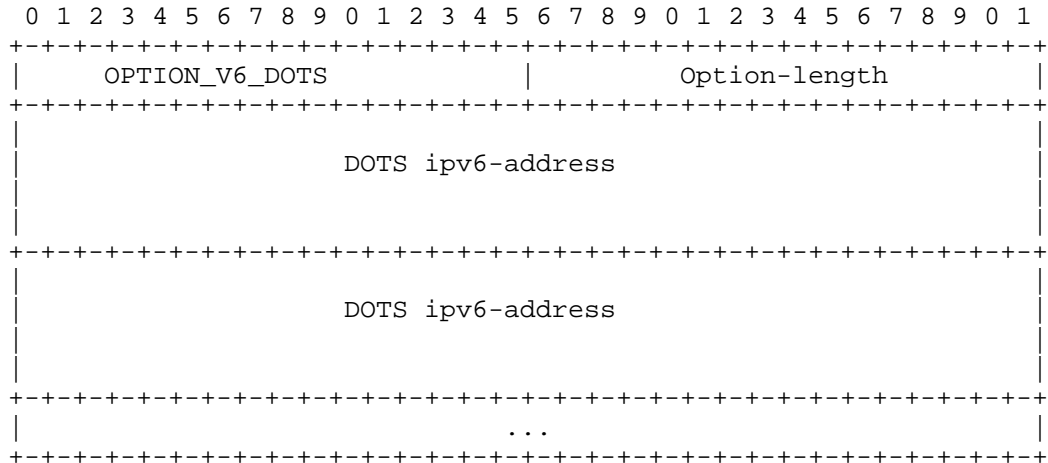 0 1 2 3 4 5 6 7 8 9 0 1 2 3 4 5 6 7 8 9 0 1 2 3 4 5 6 7 8 9 0 1
+-+-+-+-+-+-+-+-+-+-+-+-+-+-+-+-+-+-+-+-+-+-+-+-+-+-+-+-+-+-+-+-+
|     OPTION_V6_DOTS            |         Option-length         |
+-+-+-+-+-+-+-+-+-+-+-+-+-+-+-+-+-+-+-+-+-+-+-+-+-+-+-+-+-+-+-+-+
|                                                               |
|                    DOTS ipv6-address                          |
|                                                               |
|                                                               |
+-+-+-+-+-+-+-+-+-+-+-+-+-+-+-+-+-+-+-+-+-+-+-+-+-+-+-+-+-+-+-+-+
|                                                               |
|                    DOTS ipv6-address                          |
|                                                               |
|                                                               |
+-+-+-+-+-+-+-+-+-+-+-+-+-+-+-+-+-+-+-+-+-+-+-+-+-+-+-+-+-+-+-+-+
|                              ...                              |
+-+-+-+-+-+-+-+-+-+-+-+-+-+-+-+-+-+-+-+-+-+-+-+-+-+-+-+-+-+-+-+-+